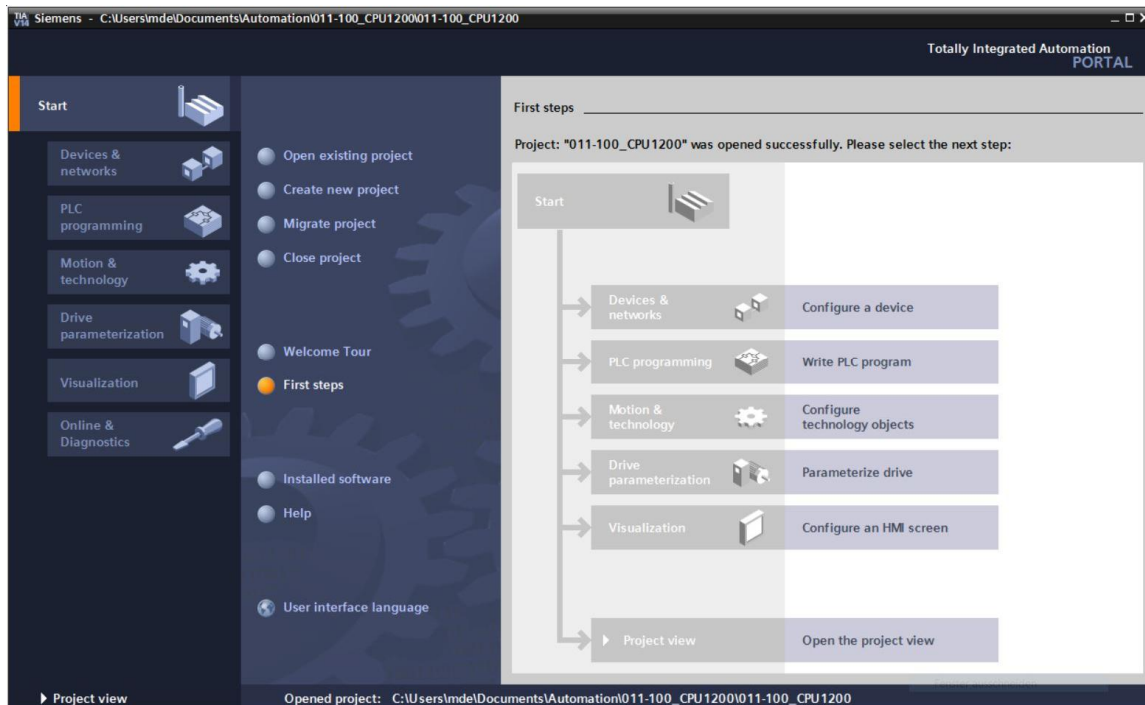 TIA
V14
Siemens - C:\Users\mde\Documents\Automation\011-100_CPU1200\011-100_CPU1200
Totally Integrated Automation
PORTAL
Start
Devices &
networks
PLC
programming
Motion &
technology
Drive
parameterization
Visualization
Online &
Diagnostics
Open existing project
Create new project
Migrate project
Close project
Welcome Tour
First steps
Installed software
Help
User interface language
First steps
Project: "011-100_CPU1200" was opened successfully. Please select the next step:
Start
Devices &
networks
Configure a device
PLC programming
Write PLC program
Motion &
technology
Configure
technology objects
Drive
parameterization
Parameterize drive
Visualization
Configure an HMI screen
Project view
Open the project view
Fenster ausschneiden
Project view
Opened project: C:\Users\mde\Documents\Automation\011-100_CPU1200\011-100_CPU1200